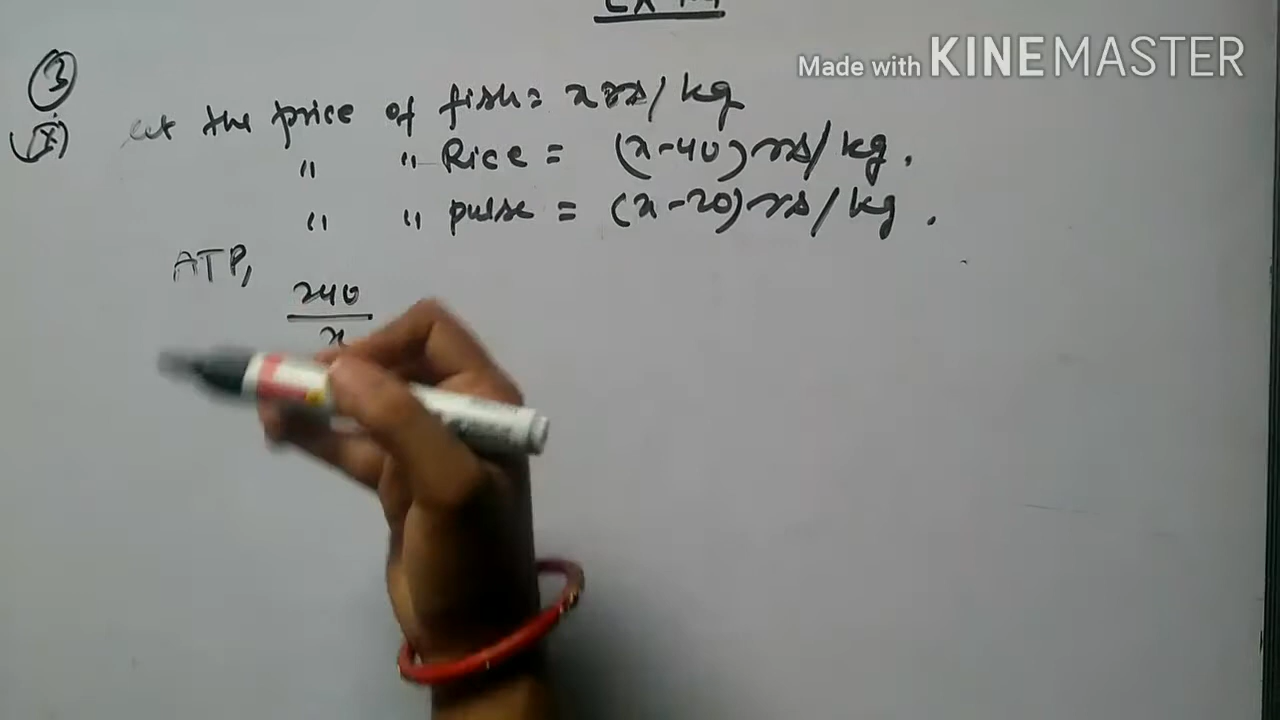 Made with KINEMASTER
3
(x) Let the price of fish = x rs/kg
" " Rice = (x-40) rs/kg.
" " pulse = (x-20) rs/kg.
ATP,
240
x